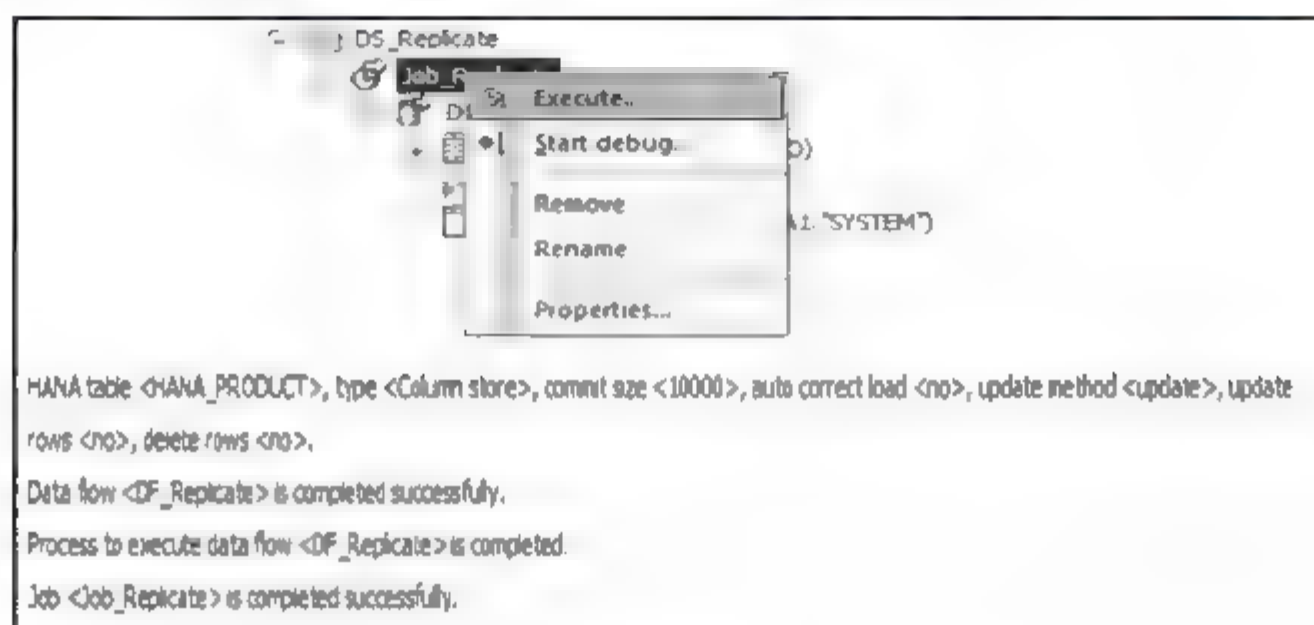 DS_Replicate
Job_R
Execute..
D
Start debug.
O)
Remove
A1."SYSTEM")
Rename
Properties...
HANA table <HANA_PRODUCT>, type <Column store>, commit size <10000>, auto correct load <no>, update method <update>, update
rows <no>, delete rows <no>.
Data flow <DF_Replicate> is completed successfully.
Process to execute data flow <DF_Replicate> is completed.
Job <Job_Replicate> is completed successfully.